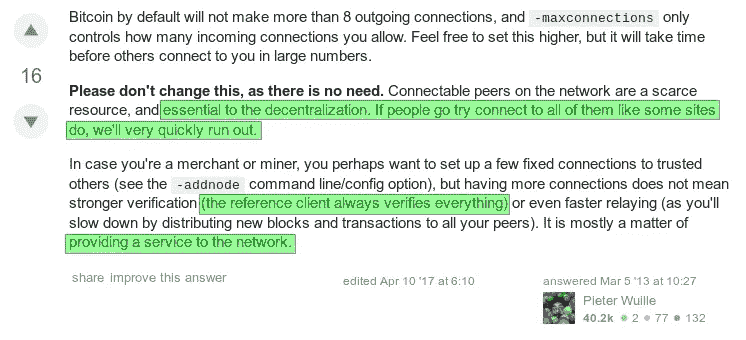 Bitcoin by default will not make more than 8 outgoing connections, and -maxconnections only
controls how many incoming connections you allow. Feel free to set this higher, but it will take time
before others connect to you in large numbers.
16
Please don't change this, as there is no need. Connectable peers on the network are a scarce
resource, and essential to the decentralization. If people go try connect to all of them like some sites
do, we'll very quickly run out.
In case you're a merchant or miner, you perhaps want to set up a few fixed connections to trusted
others (see the -addnode command line/config option), but having more connections does not mean
stronger verification (the reference client always verifies everything) or even faster relaying (as you'll
slow down by distributing new blocks and transactions to all your peers). It is mostly a matter of
providing a service to the network.
share improve this answer
edited Apr 10 '17 at 6:10
answered Mar 5 '13 at 10:27
Pieter Wuille
40.2k 2 77 132